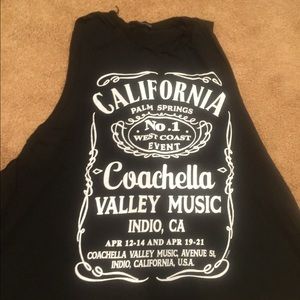 CALIFORNIA
PALM SPRINGS
No.1
WEST COAST
EVENT
Coachella
VALLEY MUSIC
INDIO, CA
APR 12-14 AND APR 19-21
COACHELLA VALLEY MUSIC, AVENUE 51,
INDIO, CALIFORNIA, U.S.A.